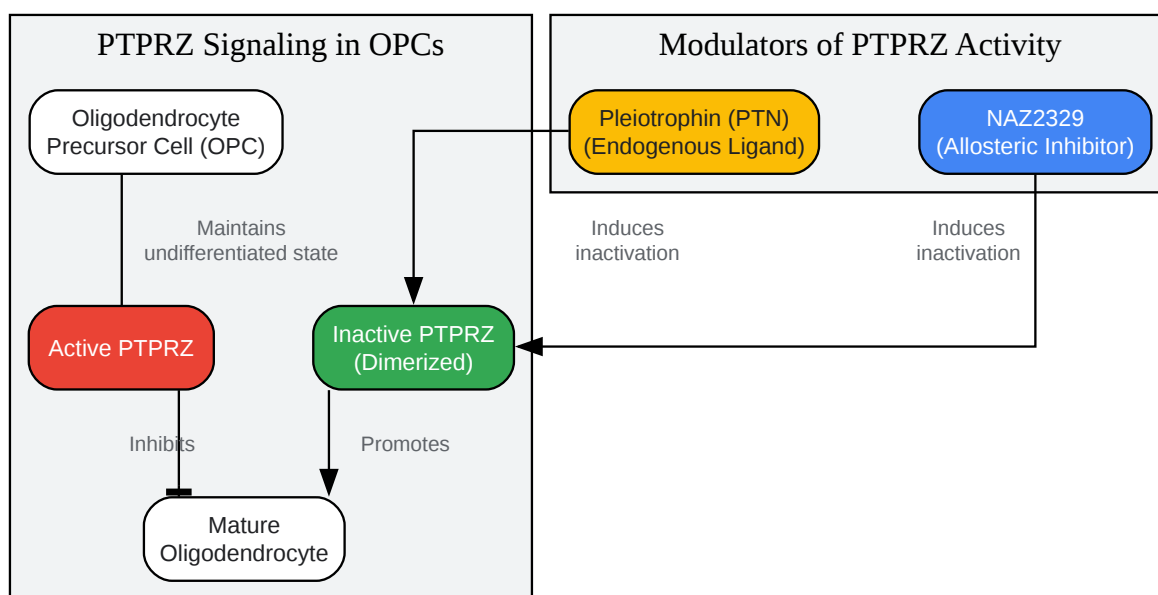 PTPRZ Signaling in OPCs
Modulators of PTPRZ Activity
Oligodendrocyte
Precursor Cell (OPC)
Pleiotrophin (PTN)
(Endogenous Ligand)
NAZ2329
(Allosteric Inhibitor)
Maintains
undifferentiated state
Induces
inactivation
Induces
inactivation
Active PTPRZ
Inactive PTPRZ
(Dimerized)
Inhibits
Promotes
Mature
Oligodendrocyte